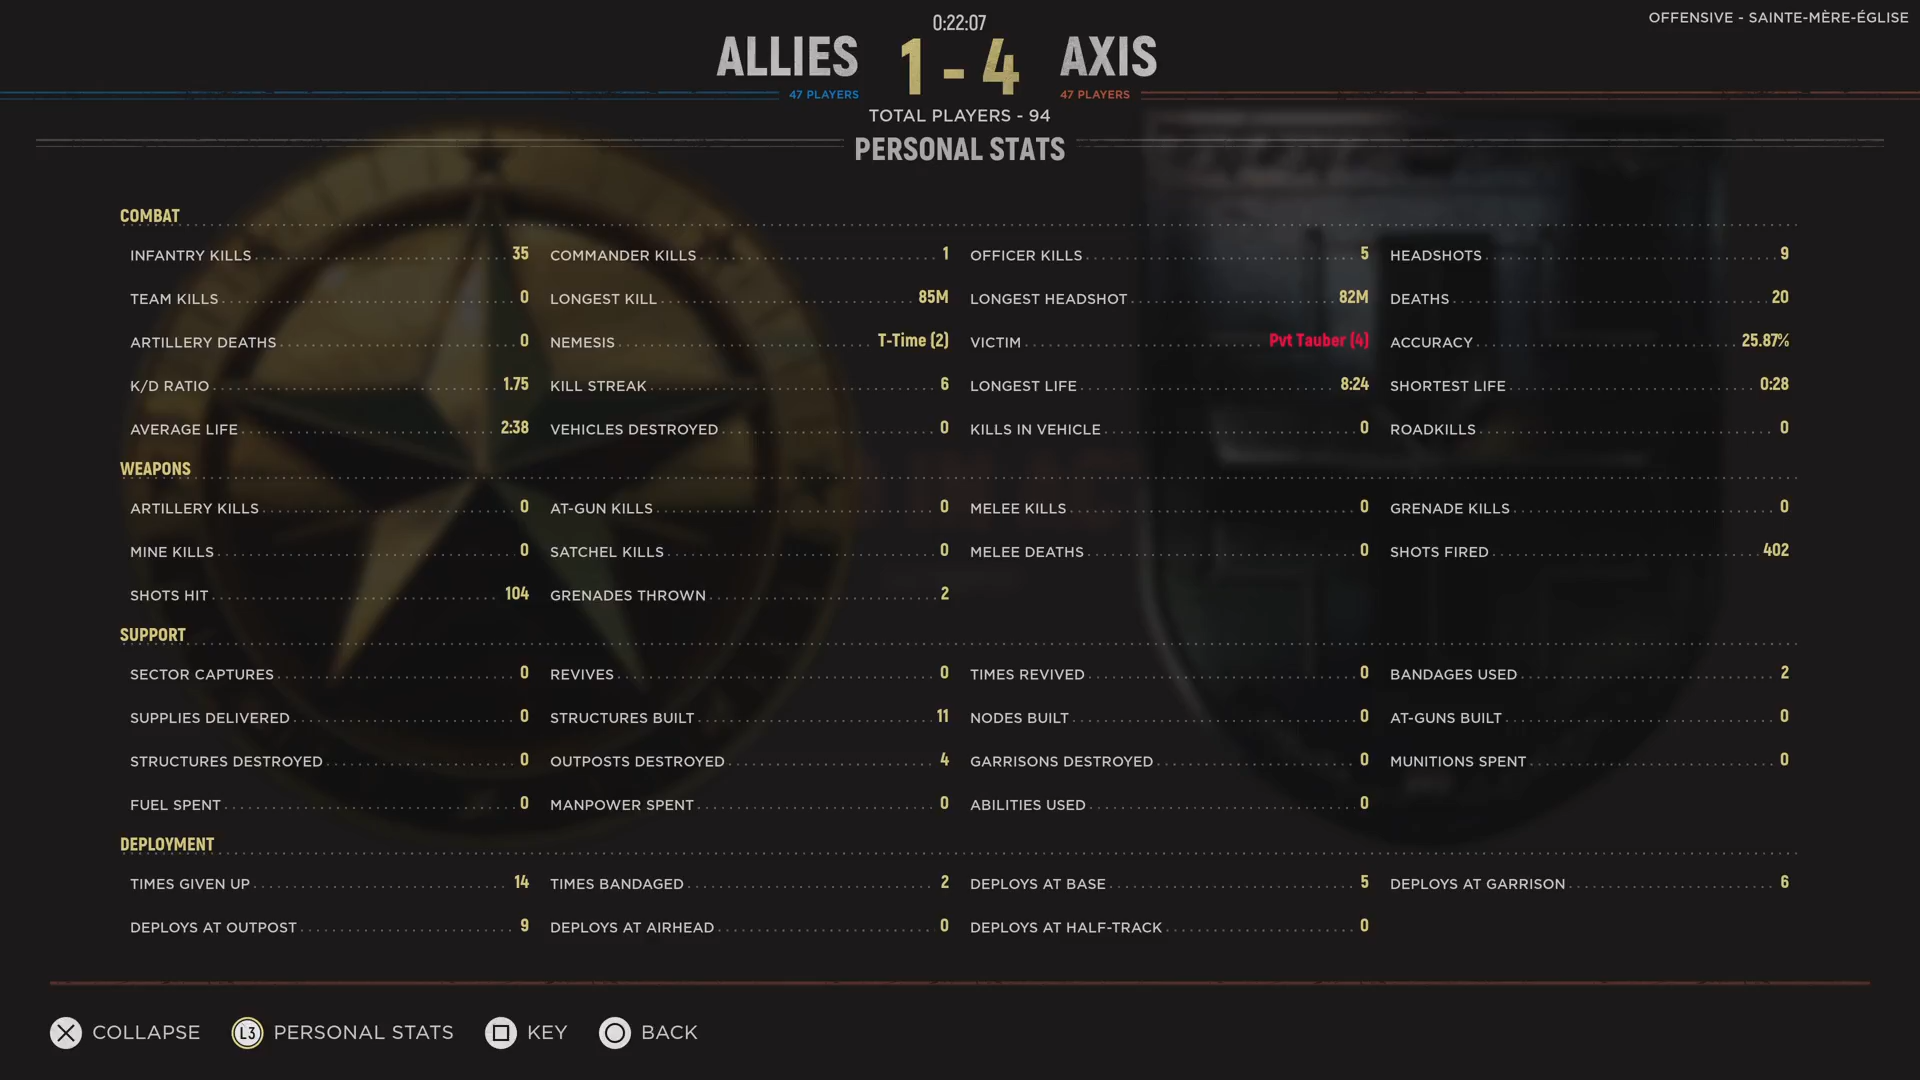 0:22:07
OFFENSIVE - SAINTE-MÈRE-ÉGLISE
ALLIES 1 - 4 AXIS
47 PLAYERS 47 PLAYERS
TOTAL PLAYERS - 94
PERSONAL STATS
COMBAT
INFANTRY KILLS 35 COMMANDER KILLS 1 OFFICER KILLS 5 HEADSHOTS 9
TEAM KILLS 0 LONGEST KILL 85M LONGEST HEADSHOT 82M DEATHS 20
ARTILLERY DEATHS 0 NEMESIS T-Time (2) VICTIM Pvt Tauber (4) ACCURACY 25.87%
K/D RATIO 1.75 KILL STREAK 6 LONGEST LIFE 8:24 SHORTEST LIFE 0:28
AVERAGE LIFE 2:38 VEHICLES DESTROYED 0 KILLS IN VEHICLE 0 ROADKILLS 0
WEAPONS
ARTILLERY KILLS 0 AT-GUN KILLS 0 MELEE KILLS 0 GRENADE KILLS 0
MINE KILLS 0 SATCHEL KILLS 0 MELEE DEATHS 0 SHOTS FIRED 402
SHOTS HIT 104 GRENADES THROWN 2
SUPPORT
SECTOR CAPTURES 0 REVIVES 0 TIMES REVIVED 0 BANDAGES USED 2
SUPPLIES DELIVERED 0 STRUCTURES BUILT 11 NODES BUILT 0 AT-GUNS BUILT 0
STRUCTURES DESTROYED 0 OUTPOSTS DESTROYED 4 GARRISONS DESTROYED 0 MUNITIONS SPENT 0
FUEL SPENT 0 MANPOWER SPENT 0 ABILITIES USED 0
DEPLOYMENT
TIMES GIVEN UP 14 TIMES BANDAGED 2 DEPLOYS AT BASE 5 DEPLOYS AT GARRISON 6
DEPLOYS AT OUTPOST 9 DEPLOYS AT AIRHEAD 0 DEPLOYS AT HALF-TRACK 0
COLLAPSE L3 PERSONAL STATS KEY BACK